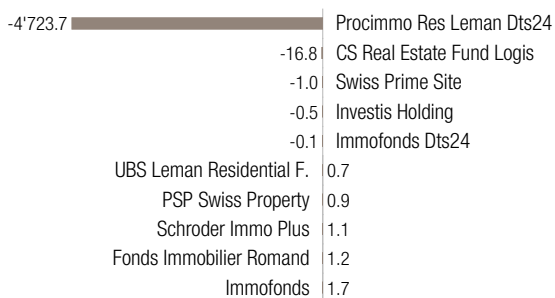 -4'723.7 Procimmo Res Leman Dts24
-16.8 CS Real Estate Fund Logis
-1.0 Swiss Prime Site
-0.5 Investis Holding
-0.1 Immofonds Dts24
UBS Leman Residential F. 0.7
PSP Swiss Property 0.9
Schroder Immo Plus 1.1
Fonds Immobilier Romand 1.2
Immofonds 1.7